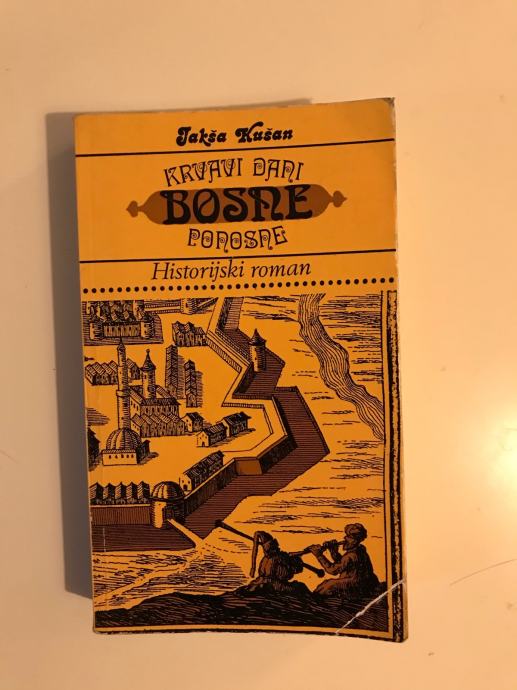 Jakša Kušan
KRVAVI DANI
BOSNE
PONOSNE
Historijski roman